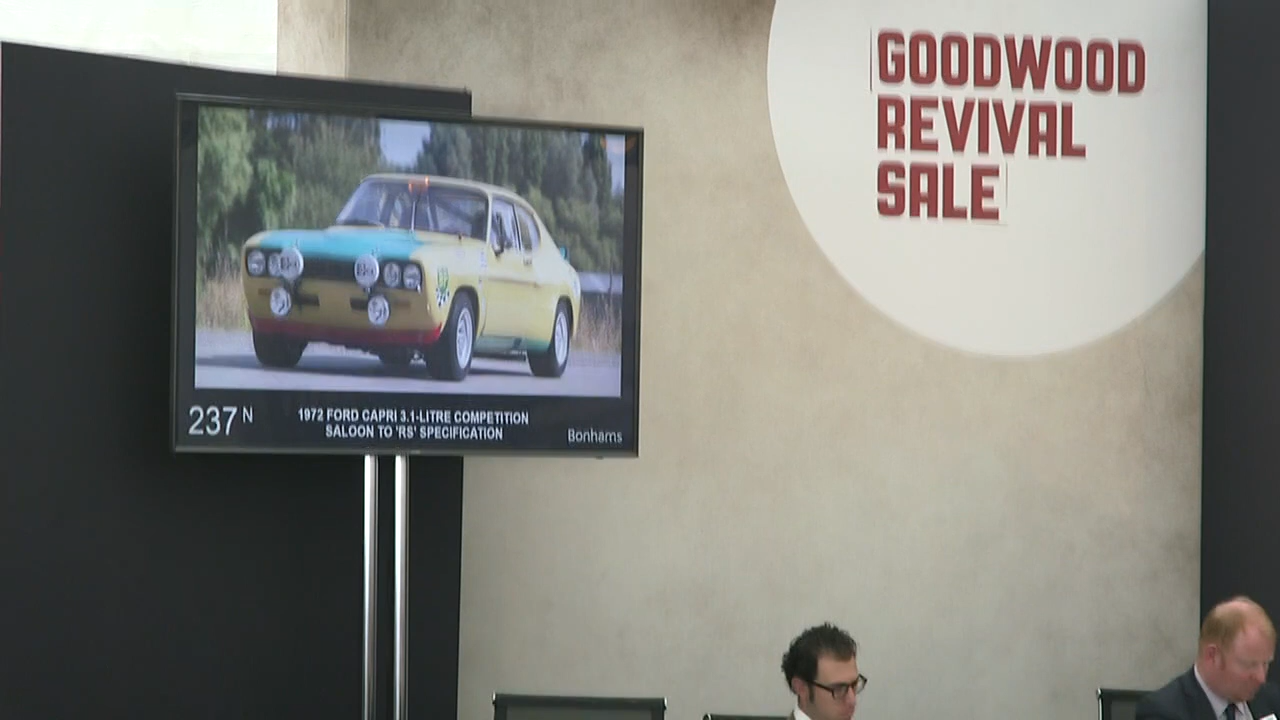 GOODWOOD
REVIVAL
SALE
237 N
1972 FORD CAPRI 3.1-LITRE COMPETITION
SALOON TO 'RS' SPECIFICATION
Bonhams